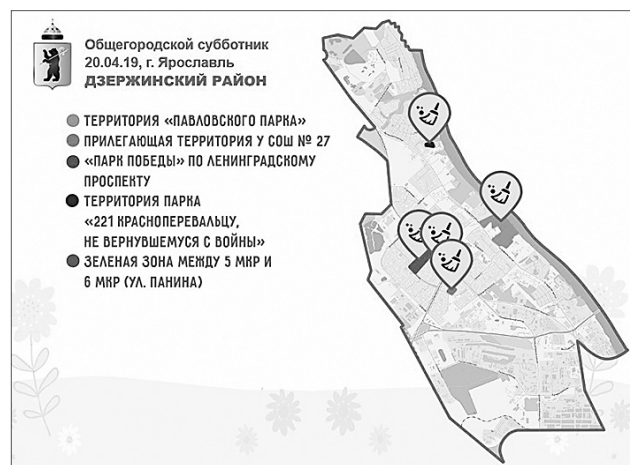 Общегородской субботник
20.04.19, г. Ярославль
ДЗЕРЖИНСКИЙ РАЙОН
ТЕРРИТОРИЯ «ПАВЛОВСКОГО ПАРКА»
ПРИЛЕГАЮЩАЯ ТЕРРИТОРИЯ У СОШ № 27
«ПАРК ПОБЕДЫ» ПО ЛЕНИНГРАДСКОМУ
ПРОСПЕКТУ
ТЕРРИТОРИЯ ПАРКА
«221 КРАСНОПЕРЕВАЛЬЦУ,
НЕ ВЕРНУВШЕМУСЯ С ВОЙНЫ»
ЗЕЛЕНАЯ ЗОНА МЕЖДУ 5 МКР И
6 МКР (УЛ. ПАНИНА)